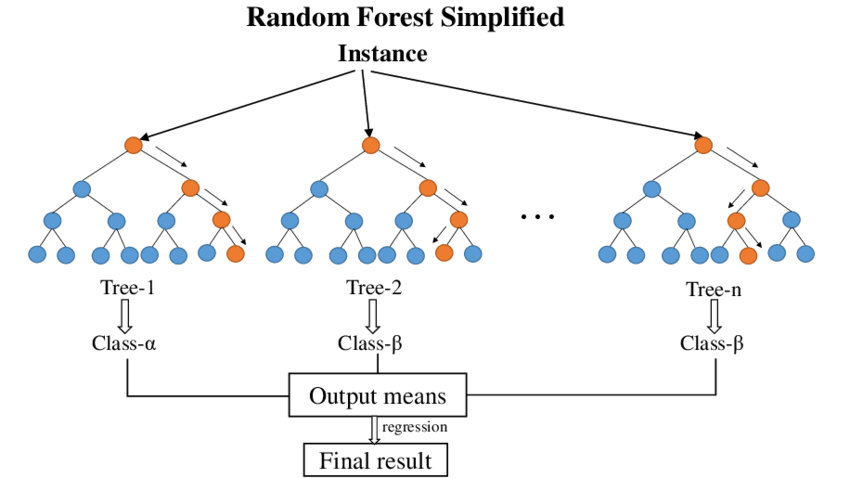 Random Forest Simplified
Instance
...
Tree-1
Tree-2
Tree-n
Class-α
Class-β
Class-β
Output means
regression
Final result